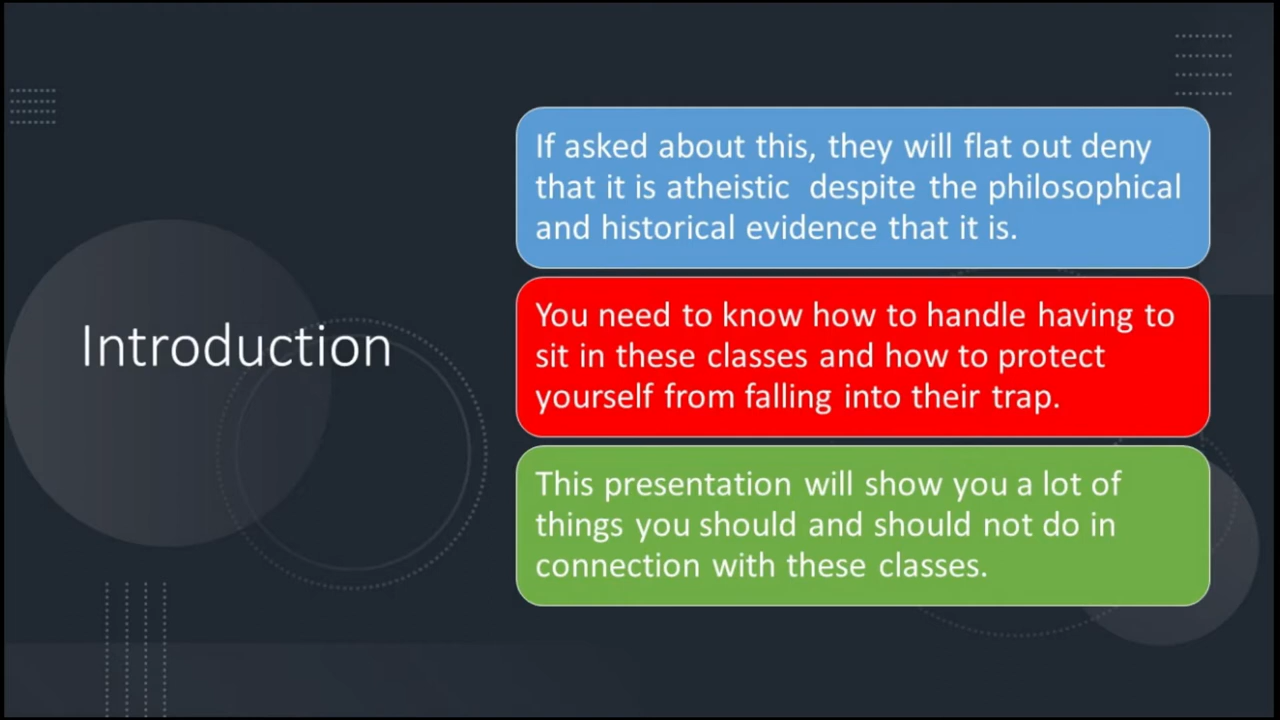 Introduction
If asked about this, they will flat out deny
that it is atheistic  despite the philosophical
and historical evidence that it is.
You need to know how to handle having to
sit in these classes and how to protect
yourself from falling into their trap.
This presentation will show you a lot of
things you should and should not do in
connection with these classes.